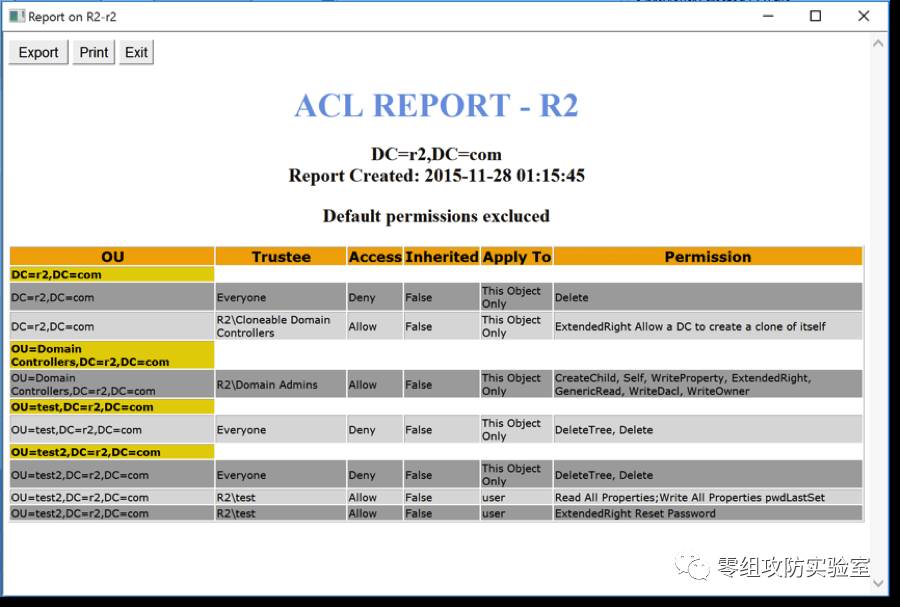 Report on R2-r2
Export Print Exit
ACL REPORT - R2
DC=r2,DC=com
Report Created: 2015-11-28 01:15:45
Default permissions excluced
OU Trustee Access Inherited Apply To Permission
DC=r2,DC=com
DC=r2,DC=com Everyone Deny False This Object Only Delete
DC=r2,DC=com R2\Cloneable Domain Controllers Allow False This Object Only ExtendedRight Allow a DC to create a clone of itself
OU=Domain Controllers,DC=r2,DC=com
OU=Domain Controllers,DC=r2,DC=com R2\Domain Admins Allow False This Object Only CreateChild, Self, WriteProperty, ExtendedRight, GenericRead, WriteDacl, WriteOwner
OU=test,DC=r2,DC=com
OU=test,DC=r2,DC=com Everyone Deny False This Object Only DeleteTree, Delete
OU=test2,DC=r2,DC=com
OU=test2,DC=r2,DC=com Everyone Deny False This Object Only DeleteTree, Delete
OU=test2,DC=r2,DC=com R2\test Allow False user Read All Properties;Write All Properties pwdLastSet
OU=test2,DC=r2,DC=com R2\test Allow False user ExtendedRight Reset Password
零组攻防实验室